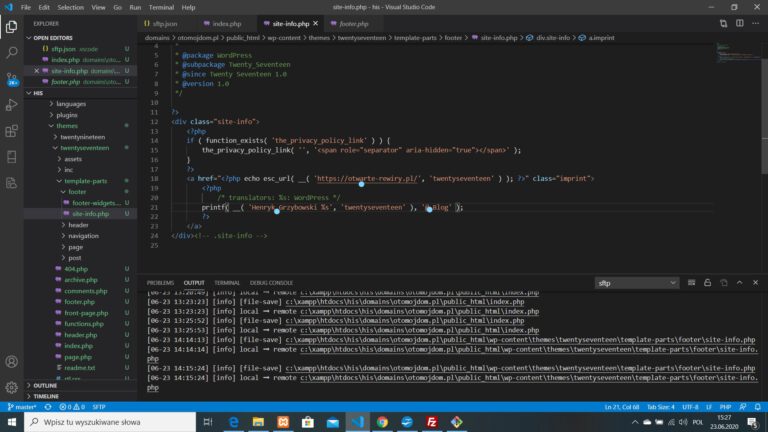 File Edit Selection View Go Run Terminal Help
site-info.php - his - Visual Studio Code
EXPLORER
sftp.json
index.php
site-info.php
footer.php
OPEN EDITORS
sftp.json .vscode U
index.php domains\oto... U
site-info.php domains\... U
footer.php domains\ot... U
HIS
languages
plugins
themes
twentynineteen
twentyseventeen
assets
inc
template-parts
footer
footer-widgets.... U
site-info.php U
header
navigation
page
post
404.php U
archive.php U
comments.php U
footer.php U
front-page.php U
functions.php U
header.php U
index.php U
page.php U
readme.txt U
OUTLINE
TIMELINE
domains > otomojdom.pl > public_html > wp-content > themes > twentyseventeen > template-parts > footer > site-info.php > div.site-info > a.imprint
4 *
5 * @package WordPress
6 * @subpackage Twenty_Seventeen
7 * @since Twenty Seventeen 1.0
8 * @version 1.0
9 */
10
11 ?>
12 <div class="site-info">
13 <?php
14 if ( function_exists( 'the_privacy_policy_link' ) ) {
15 the_privacy_policy_link( '', '<span role="separator" aria-hidden="true"></span>' );
16 }
17 ?>
18 <a href="<?php echo esc_url( __( 'https://otwarte-rewiry.pl/', 'twentyseventeen' ) ); ?>" class="imprint">
19 <?php
20 /* translators: %s: WordPress */
21 printf( __( 'Henryk Grzybowski %s', 'twentyseventeen' ), ' Blog' );
22 ?>
23 </a>
24 </div><!-- .site-info -->
25
PROBLEMS OUTPUT TERMINAL DEBUG CONSOLE
sftp
[06-23 13:20:49] [info] local ➞ remote c:\xampp\htdocs\his\domains\otomojdom.pl\public_html\index.php
[06-23 13:23:23] [info] [file-save] c:\xampp\htdocs\his\domains\otomojdom.pl\public_html\index.php
[06-23 13:23:23] [info] local ➞ remote c:\xampp\htdocs\his\domains\otomojdom.pl\public_html\index.php
[06-23 13:25:52] [info] [file-save] c:\xampp\htdocs\his\domains\otomojdom.pl\public_html\index.php
[06-23 13:25:53] [info] local ➞ remote c:\xampp\htdocs\his\domains\otomojdom.pl\public_html\index.php
[06-23 14:14:13] [info] [file-save] c:\xampp\htdocs\his\domains\otomojdom.pl\public_html\wp-content\themes\twentyseventeen\template-parts\footer\site-info.php
[06-23 14:14:14] [info] local ➞ remote c:\xampp\htdocs\his\domains\otomojdom.pl\public_html\wp-content\themes\twentyseventeen\template-parts\footer\site-info.
php
[06-23 14:15:24] [info] [file-save] c:\xampp\htdocs\his\domains\otomojdom.pl\public_html\wp-content\themes\twentyseventeen\template-parts\footer\site-info.php
[06-23 14:15:24] [info] local ➞ remote c:\xampp\htdocs\his\domains\otomojdom.pl\public_html\wp-content\themes\twentyseventeen\template-parts\footer\site-info.
php
master* 0 0 SFTP
Ln 21, Col 68 Tab Size: 4 UTF-8 LF PHP
Wpisz tu wyszukiwane słowa
POL
15:27
23.06.2020